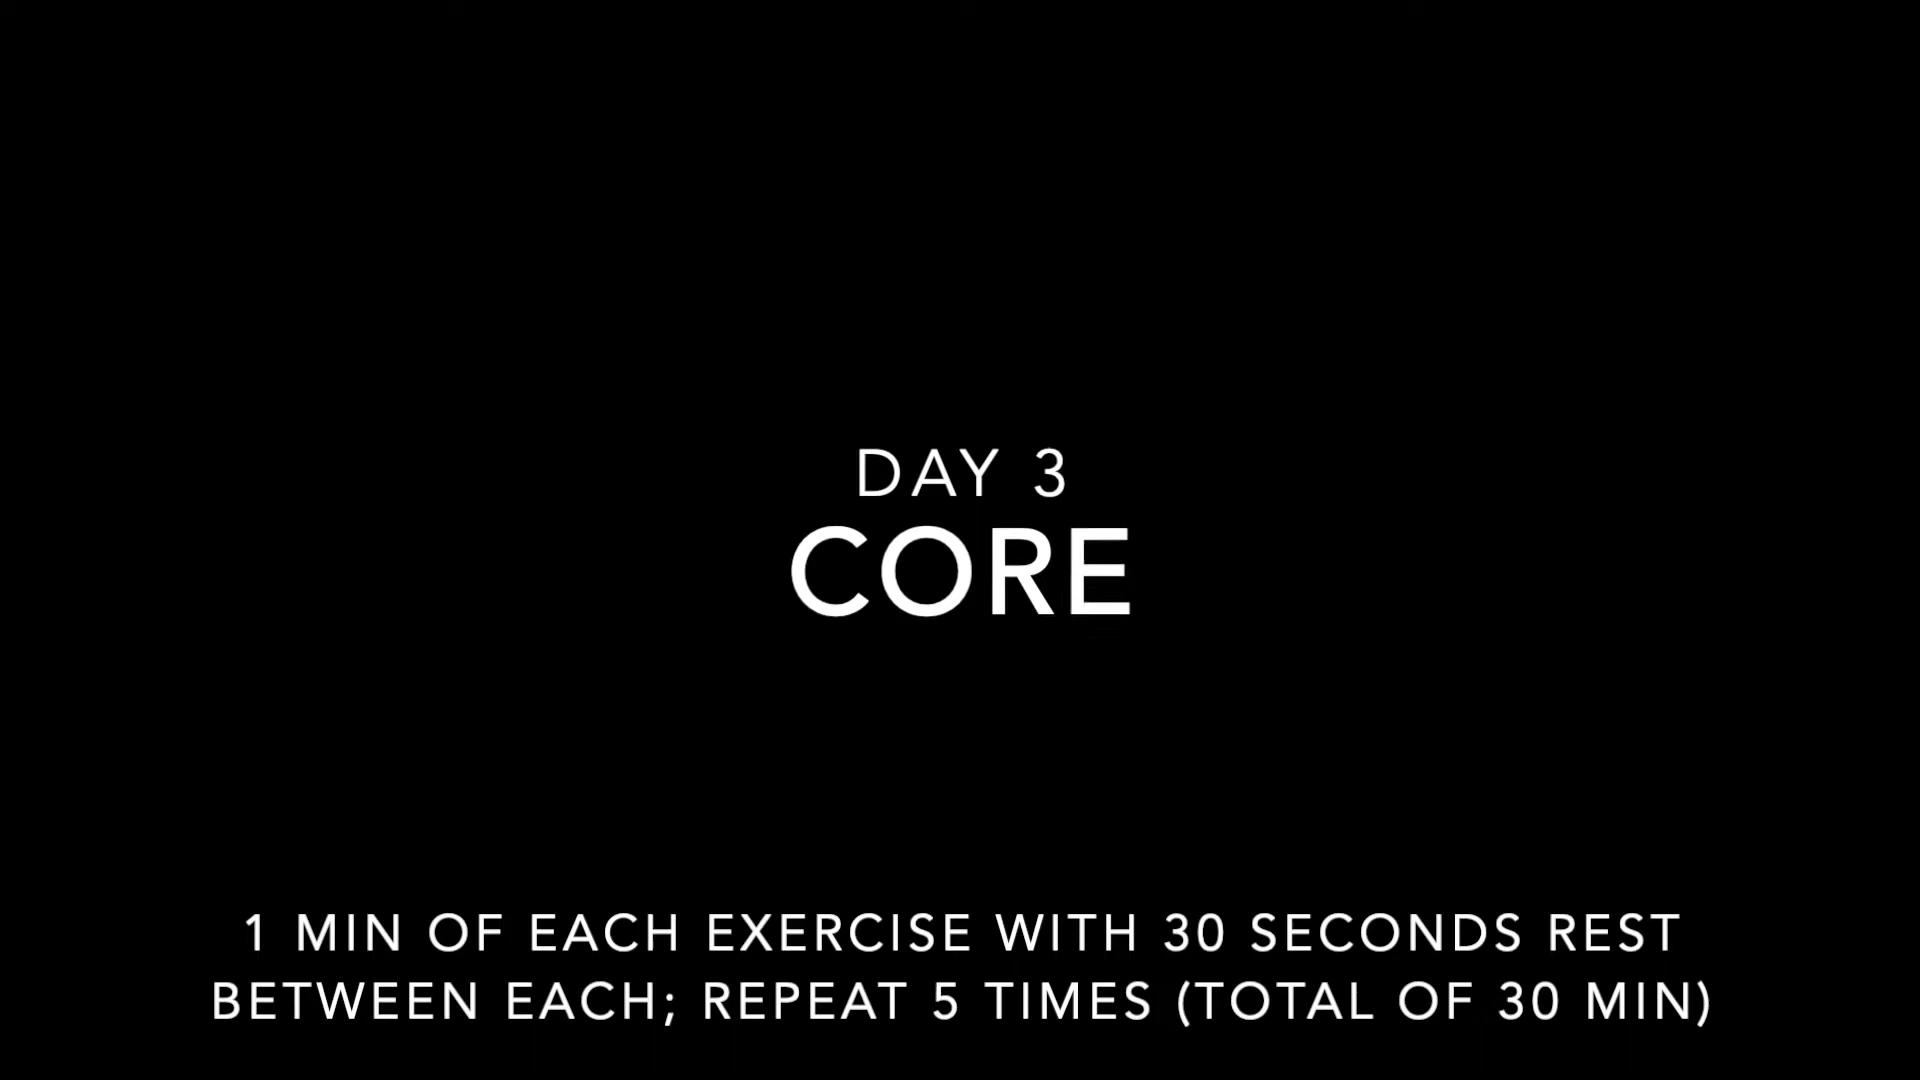 DAY 3
CORE
1 MIN OF EACH EXERCISE WITH 30 SECONDS REST
BETWEEN EACH; REPEAT 5 TIMES (TOTAL OF 30 MIN)